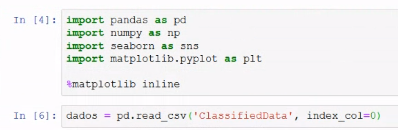 In [4]: import pandas as pd
import numpy as np
import seaborn as sns
import matplotlib.pyplot as plt
%matplotlib inline
In [6]: dados = pd.read_csv('ClassifiedData', index_col=0)